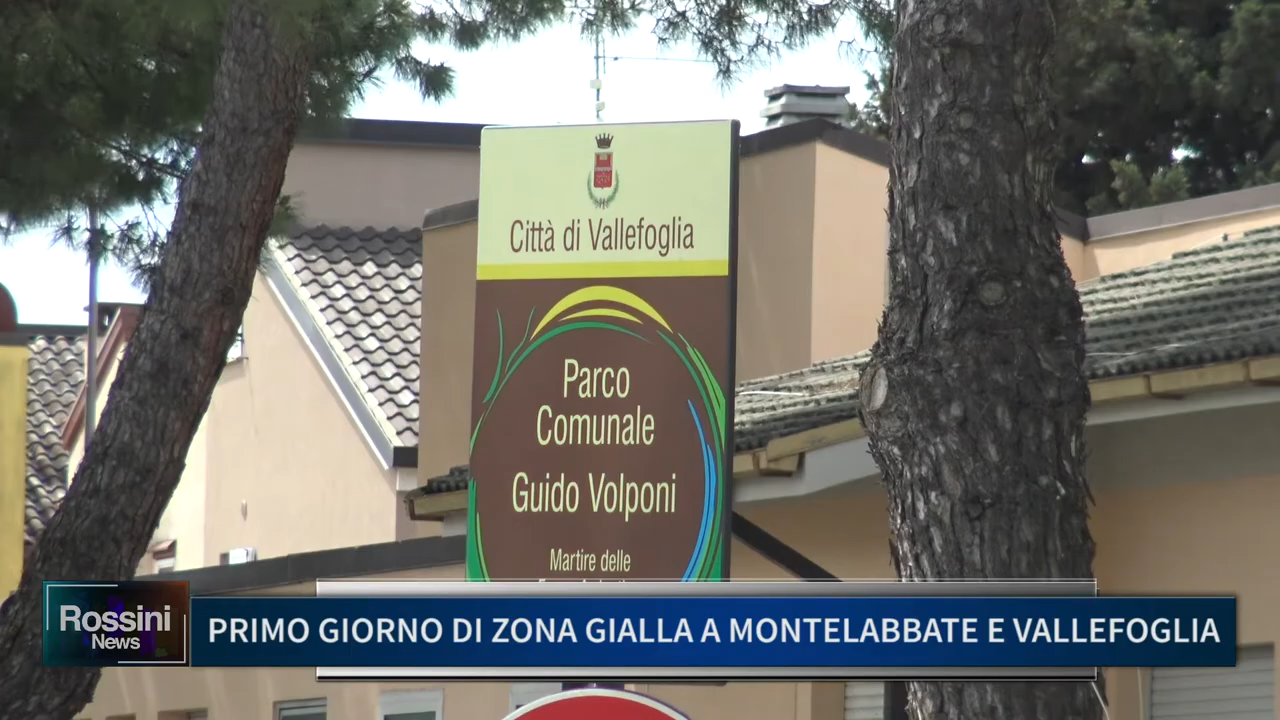 Città di Vallefoglia
Parco
Comunale
Guido Volponi
Martire delle
Rossini
News
PRIMO GIORNO DI ZONA GIALLA A MONTELABBATE E VALLEFOGLIA